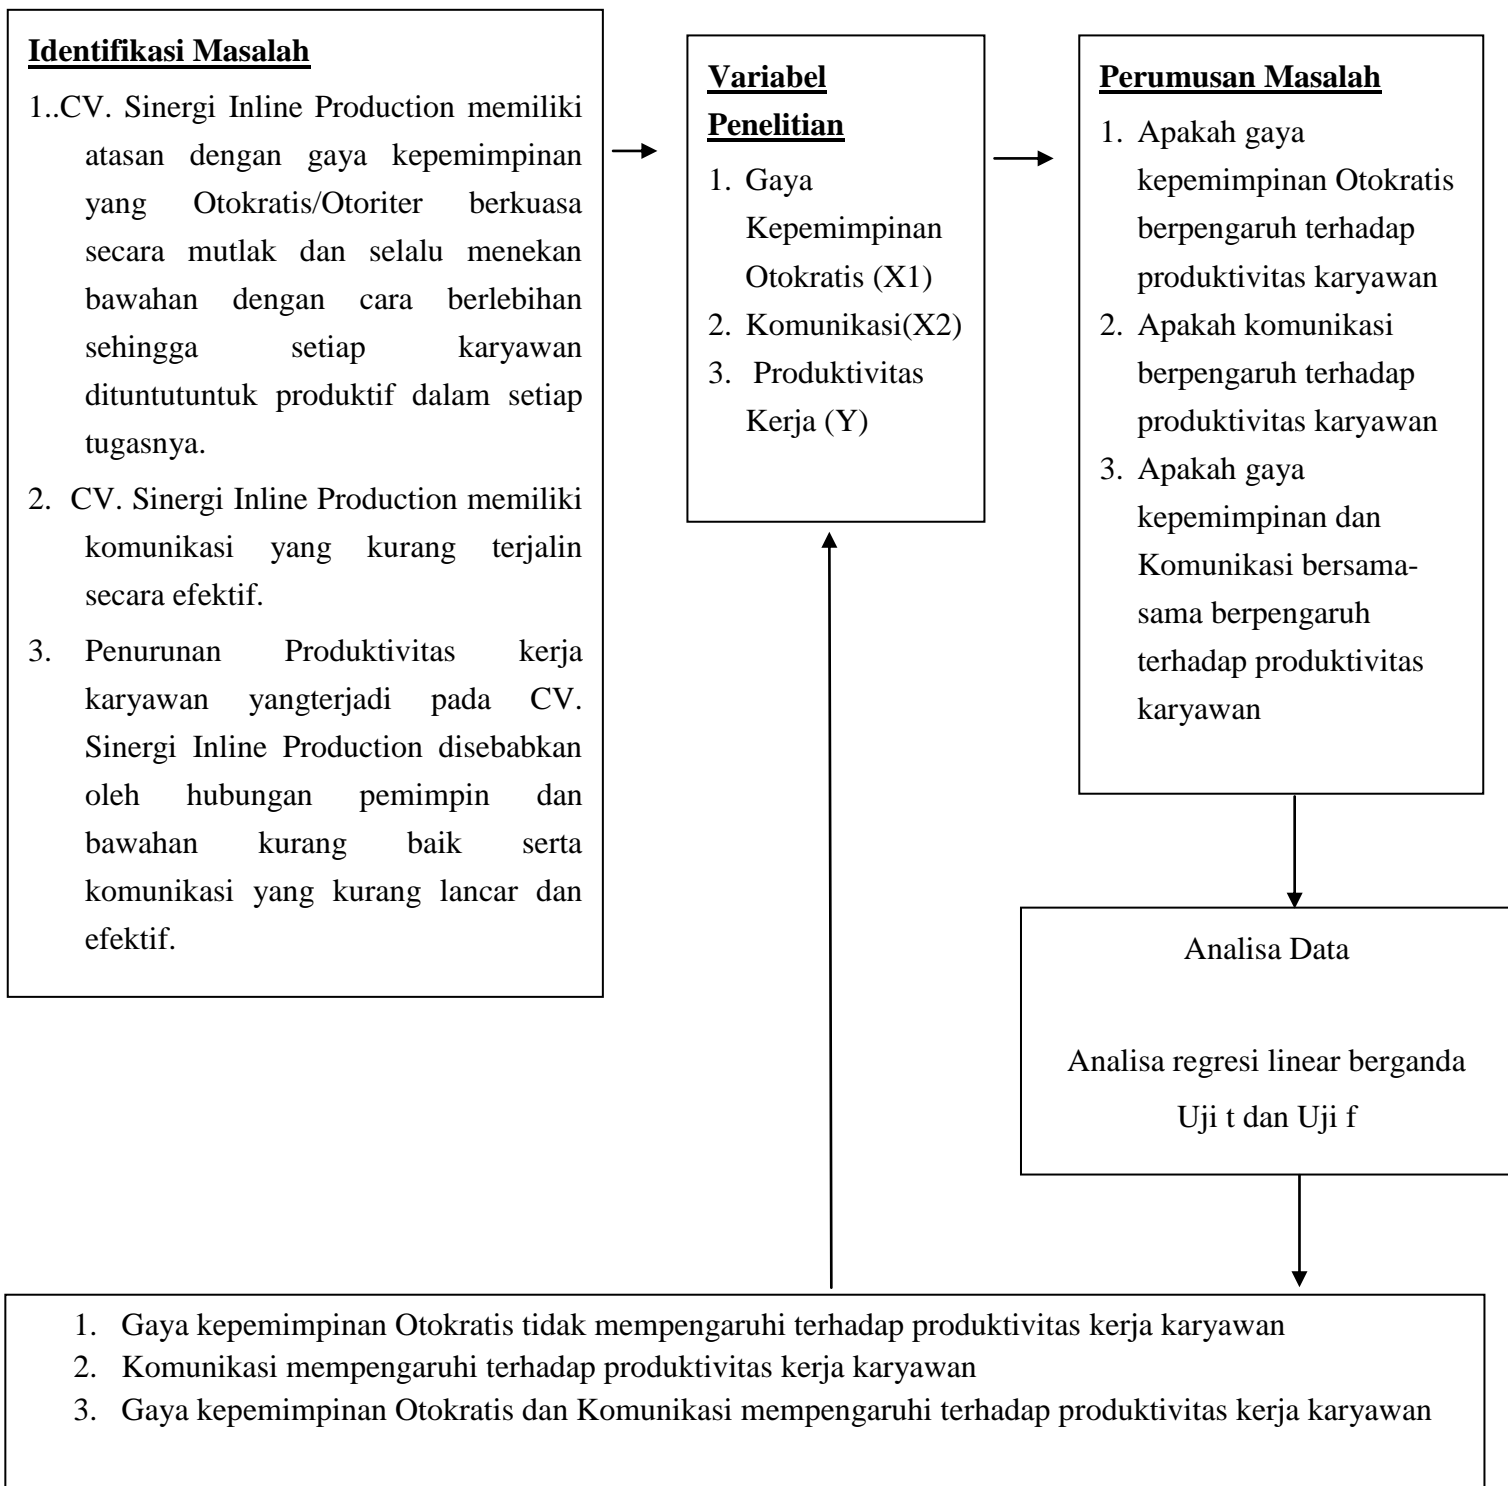 Identifikasi Masalah
1..CV. Sinergi Inline Production memiliki
atasan dengan gaya kepemimpinan
yang Otokratis/Otoriter berkuasa
secara mutlak dan selalu menekan
bawahan dengan cara berlebihan
sehingga setiap karyawan
dituntutuntuk produktif dalam setiap
tugasnya.
2. CV. Sinergi Inline Production memiliki
komunikasi yang kurang terjalin
secara efektif.
3. Penurunan Produktivitas kerja
karyawan yangterjadi pada CV.
Sinergi Inline Production disebabkan
oleh hubungan pemimpin dan
bawahan kurang baik serta
komunikasi yang kurang lancar dan
efektif.
Variabel
Penelitian
1. Gaya
Kepemimpinan
Otokratis (X1)
2. Komunikasi(X2)
3. Produktivitas
Kerja (Y)
Perumusan Masalah
1. Apakah gaya
kepemimpinan Otokratis
berpengaruh terhadap
produktivitas karyawan
2. Apakah komunikasi
berpengaruh terhadap
produktivitas karyawan
3. Apakah gaya
kepemimpinan dan
Komunikasi bersama-
sama berpengaruh
terhadap produktivitas
karyawan
Analisa Data
Analisa regresi linear berganda
Uji t dan Uji f
1. Gaya kepemimpinan Otokratis tidak mempengaruhi terhadap produktivitas kerja karyawan
2. Komunikasi mempengaruhi terhadap produktivitas kerja karyawan
3. Gaya kepemimpinan Otokratis dan Komunikasi mempengaruhi terhadap produktivitas kerja karyawan